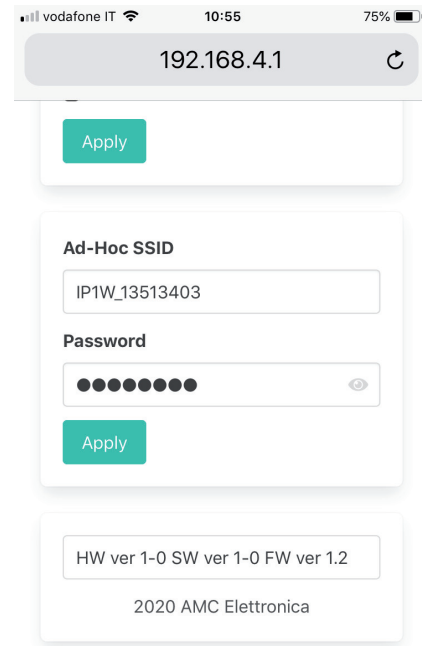 vodafone IT 10:55 75%
192.168.4.1
Apply
Ad-Hoc SSID
IP1W_13513403
Password
●●●●●●●●
Apply
HW ver 1-0 SW ver 1-0 FW ver 1.2
2020 AMC Elettronica